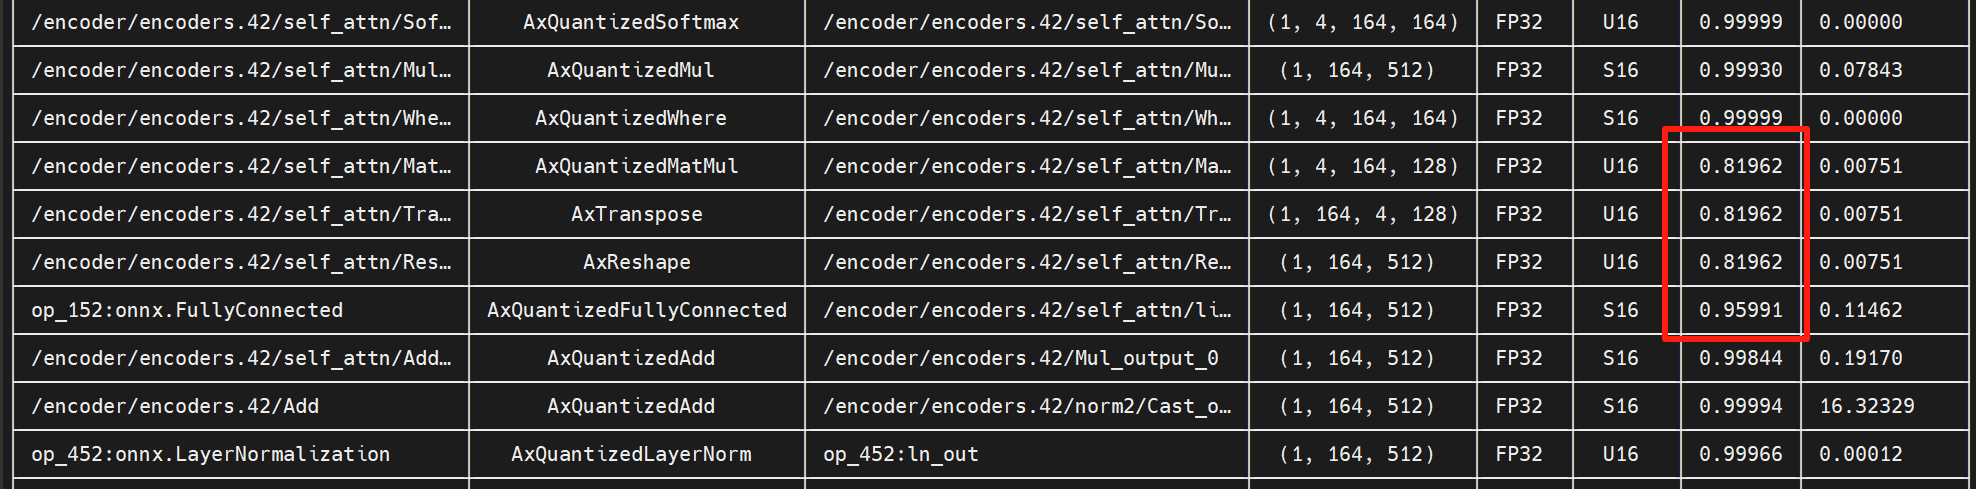 /encoder/encoders.42/self_attn/Sof… AxQuantizedSoftmax /encoder/encoders.42/self_attn/So… (1, 4, 164, 164) FP32 U16 0.99999 0.00000
/encoder/encoders.42/self_attn/Mul… AxQuantizedMul /encoder/encoders.42/self_attn/Mu… (1, 164, 512) FP32 S16 0.99930 0.07843
/encoder/encoders.42/self_attn/Whe… AxQuantizedWhere /encoder/encoders.42/self_attn/Wh… (1, 4, 164, 164) FP32 S16 0.99999 0.00000
/encoder/encoders.42/self_attn/Mat… AxQuantizedMatMul /encoder/encoders.42/self_attn/Ma… (1, 4, 164, 128) FP32 U16 0.81962 0.00751
/encoder/encoders.42/self_attn/Tra… AxTranspose /encoder/encoders.42/self_attn/Tr… (1, 164, 4, 128) FP32 U16 0.81962 0.00751
/encoder/encoders.42/self_attn/Res… AxReshape /encoder/encoders.42/self_attn/Re… (1, 164, 512) FP32 U16 0.81962 0.00751
op_152:onnx.FullyConnected AxQuantizedFullyConnected /encoder/encoders.42/self_attn/li… (1, 164, 512) FP32 S16 0.95991 0.11462
/encoder/encoders.42/self_attn/Add… AxQuantizedAdd /encoder/encoders.42/Mul_output_0 (1, 164, 512) FP32 S16 0.99844 0.19170
/encoder/encoders.42/Add AxQuantizedAdd /encoder/encoders.42/norm2/Cast_o… (1, 164, 512) FP32 S16 0.99994 16.32329
op_452:onnx.LayerNormalization AxQuantizedLayerNorm op_452:ln_out (1, 164, 512) FP32 U16 0.99966 0.00012